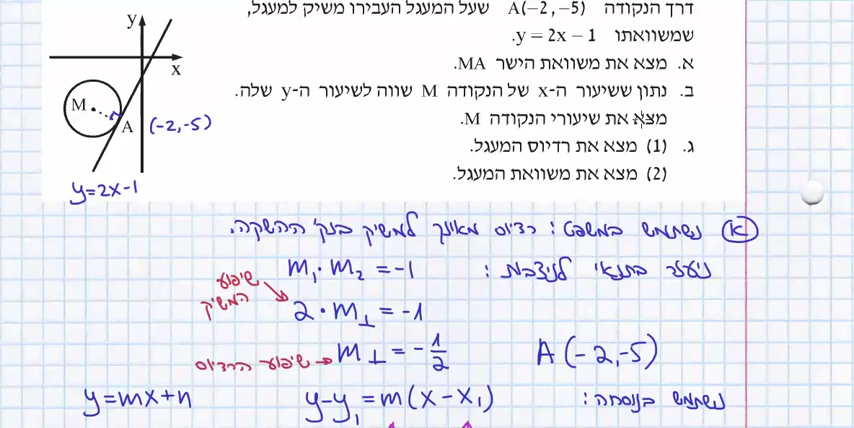 דרך הנקודה A(−2,−5) שעל המעגל העבירו משיק למעגל,
שמשוואתו y = 2x − 1.
א. מצא את משוואת הישר MA.
ב. נתון ששיעור ה-x של הנקודה M שווה לשיעור ה-y שלה.
מצא את שיעורי הנקודה M.
ג. (1) מצא את רדיוס המעגל.
(2) מצא את משוואת המעגל.
y
x
M
A
(-2,-5)
y=2x-1
א נשתמש במשפט: רדיוס מאונך למשיק בנק' ההשקה.
ניעזר בתנאי לניצבות:
m₁·m₂ = -1
שיפוע המשיק
2·m⊥ = -1
שיפוע הרדיוס
m⊥ = -1/2
A(-2,-5)
נשתמש בנוסחה:
y-y₁=m(x-x₁)
y=mx+n